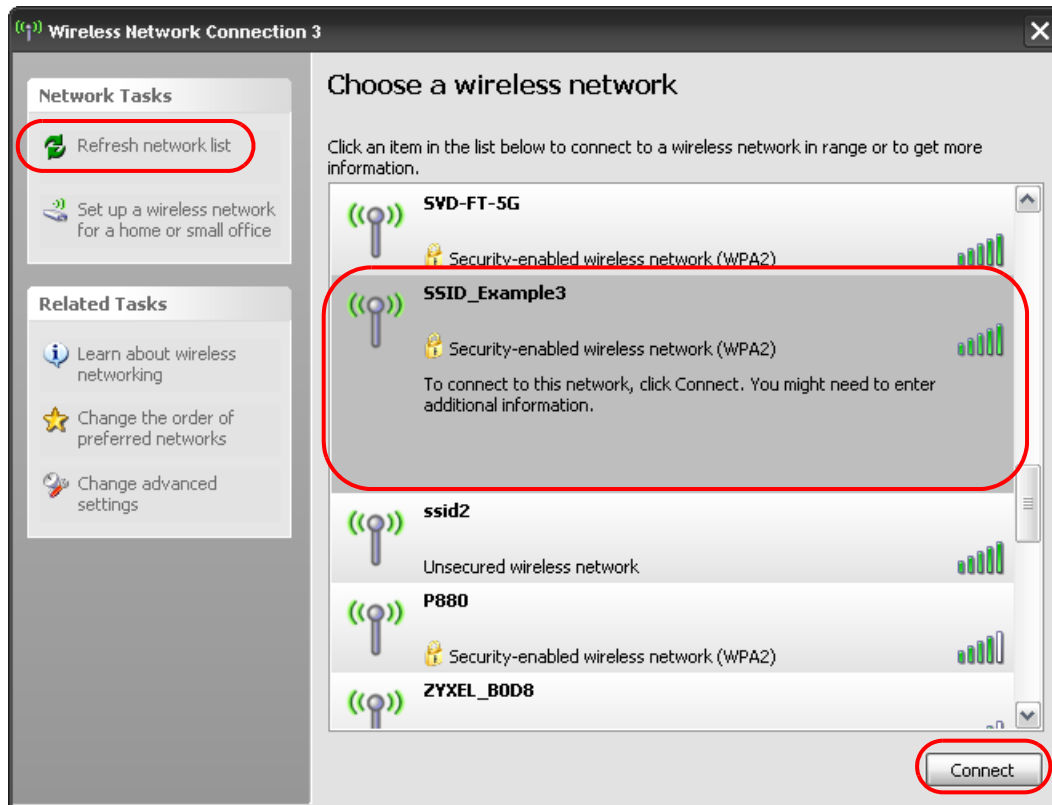 Wireless Network Connection 3
Network Tasks
Refresh network list
Set up a wireless network
for a home or small office
Related Tasks
Learn about wireless
networking
Change the order of
preferred networks
Change advanced
settings
Choose a wireless network
Click an item in the list below to connect to a wireless network in range or to get more
information.
SVD-FT-5G
Security-enabled wireless network (WPA2)
SSID_Example3
Security-enabled wireless network (WPA2)
To connect to this network, click Connect. You might need to enter
additional information.
ssid2
Unsecured wireless network
P880
Security-enabled wireless network (WPA2)
ZYXEL_B0D8
Connect